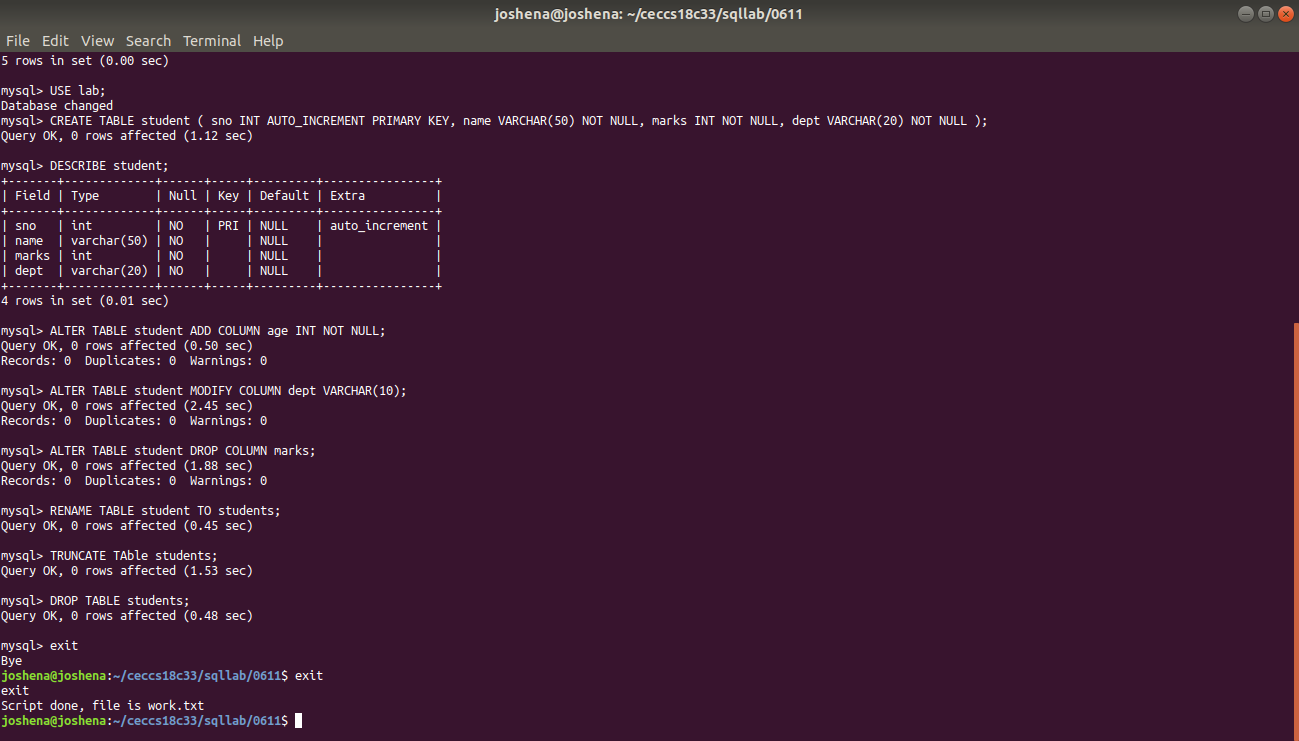 joshena@joshena: ~/ceccs18c33/sqllab/0611
File Edit View Search Terminal Help
5 rows in set (0.00 sec)
mysql> USE lab;
Database changed
mysql> CREATE TABLE student ( sno INT AUTO_INCREMENT PRIMARY KEY, name VARCHAR(50) NOT NULL, marks INT NOT NULL, dept VARCHAR(20) NOT NULL );
Query OK, 0 rows affected (1.12 sec)
mysql> DESCRIBE student;
+-------+-------------+------+-----+---------+----------------+
| Field | Type        | Null | Key | Default | Extra          |
+-------+-------------+------+-----+---------+----------------+
| sno   | int         | NO   | PRI | NULL    | auto_increment |
| name  | varchar(50) | NO   |     | NULL    |                |
| marks | int         | NO   |     | NULL    |                |
| dept  | varchar(20) | NO   |     | NULL    |                |
+-------+-------------+------+-----+---------+----------------+
4 rows in set (0.01 sec)
mysql> ALTER TABLE student ADD COLUMN age INT NOT NULL;
Query OK, 0 rows affected (0.50 sec)
Records: 0  Duplicates: 0  Warnings: 0
mysql> ALTER TABLE student MODIFY COLUMN dept VARCHAR(10);
Query OK, 0 rows affected (2.45 sec)
Records: 0  Duplicates: 0  Warnings: 0
mysql> ALTER TABLE student DROP COLUMN marks;
Query OK, 0 rows affected (1.88 sec)
Records: 0  Duplicates: 0  Warnings: 0
mysql> RENAME TABLE student TO students;
Query OK, 0 rows affected (0.45 sec)
mysql> TRUNCATE TAble students;
Query OK, 0 rows affected (1.53 sec)
mysql> DROP TABLE students;
Query OK, 0 rows affected (0.48 sec)
mysql> exit
Bye
joshena@joshena:~/ceccs18c33/sqllab/0611$ exit
exit
Script done, file is work.txt
joshena@joshena:~/ceccs18c33/sqllab/0611$